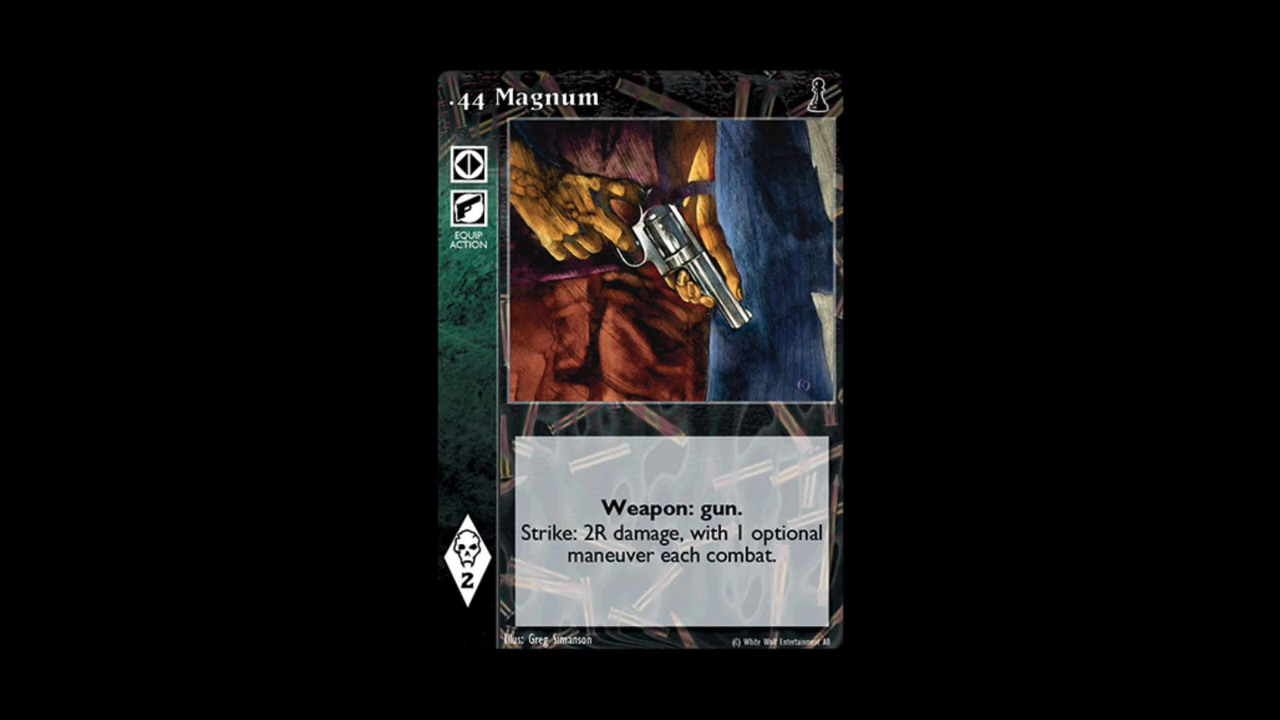 .44 Magnum
EQUIP
ACTION
Weapon: gun.
Strike: 2R damage, with 1 optional
maneuver each combat.
2
Illus: Greg Simanson
(C) White Wolf Entertainment AB